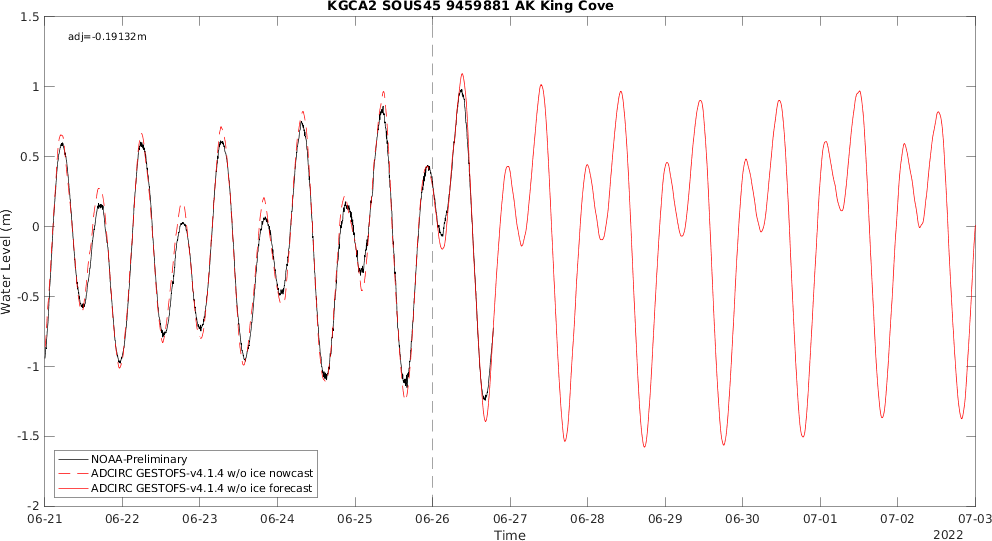 KGCA2 SOUS45 9459881 AK King Cove
adj=-0.19132m
1.5
1
0.5
0
-0.5
-1
-1.5
-2
Water Level (m)
NOAA-Preliminary
ADCIRC GESTOFS-v4.1.4 w/o ice nowcast
ADCIRC GESTOFS-v4.1.4 w/o ice forecast
06-21 06-22 06-23 06-24 06-25 06-26 06-27 06-28 06-29 06-30 07-01 07-02 07-03
Time
2022